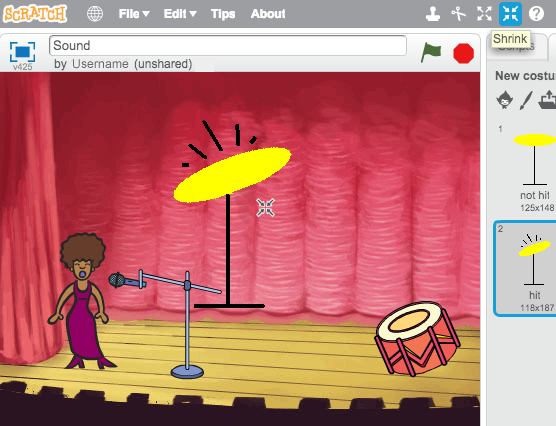 SCRATCH File Edit Tips About
Shrink
Sound
Scripts
by Username (unshared)
v425
New costu
1
not hit
125x148
2
hit
118x187